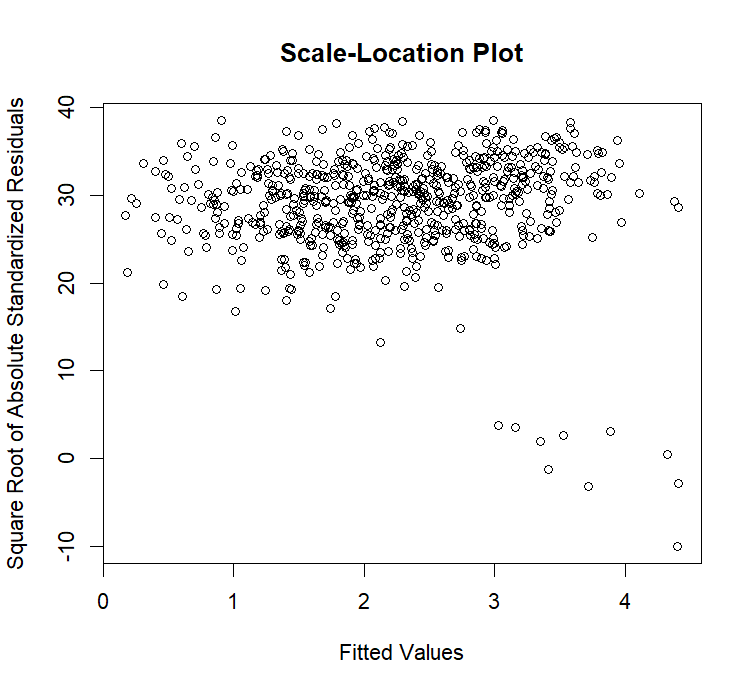 Scale-Location Plot
Square Root of Absolute Standardized Residuals
40
30
20
10
0
-10
0 1 2 3 4
Fitted Values